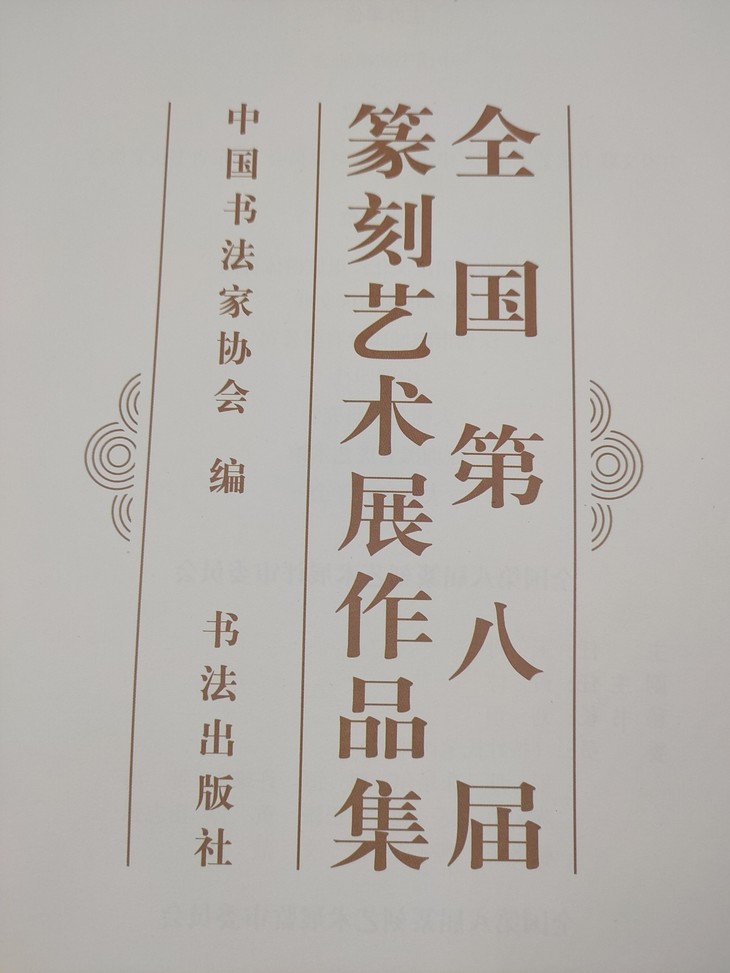 全国第八届
篆刻艺术展作品集
中国书法家协会 编
书法出版社